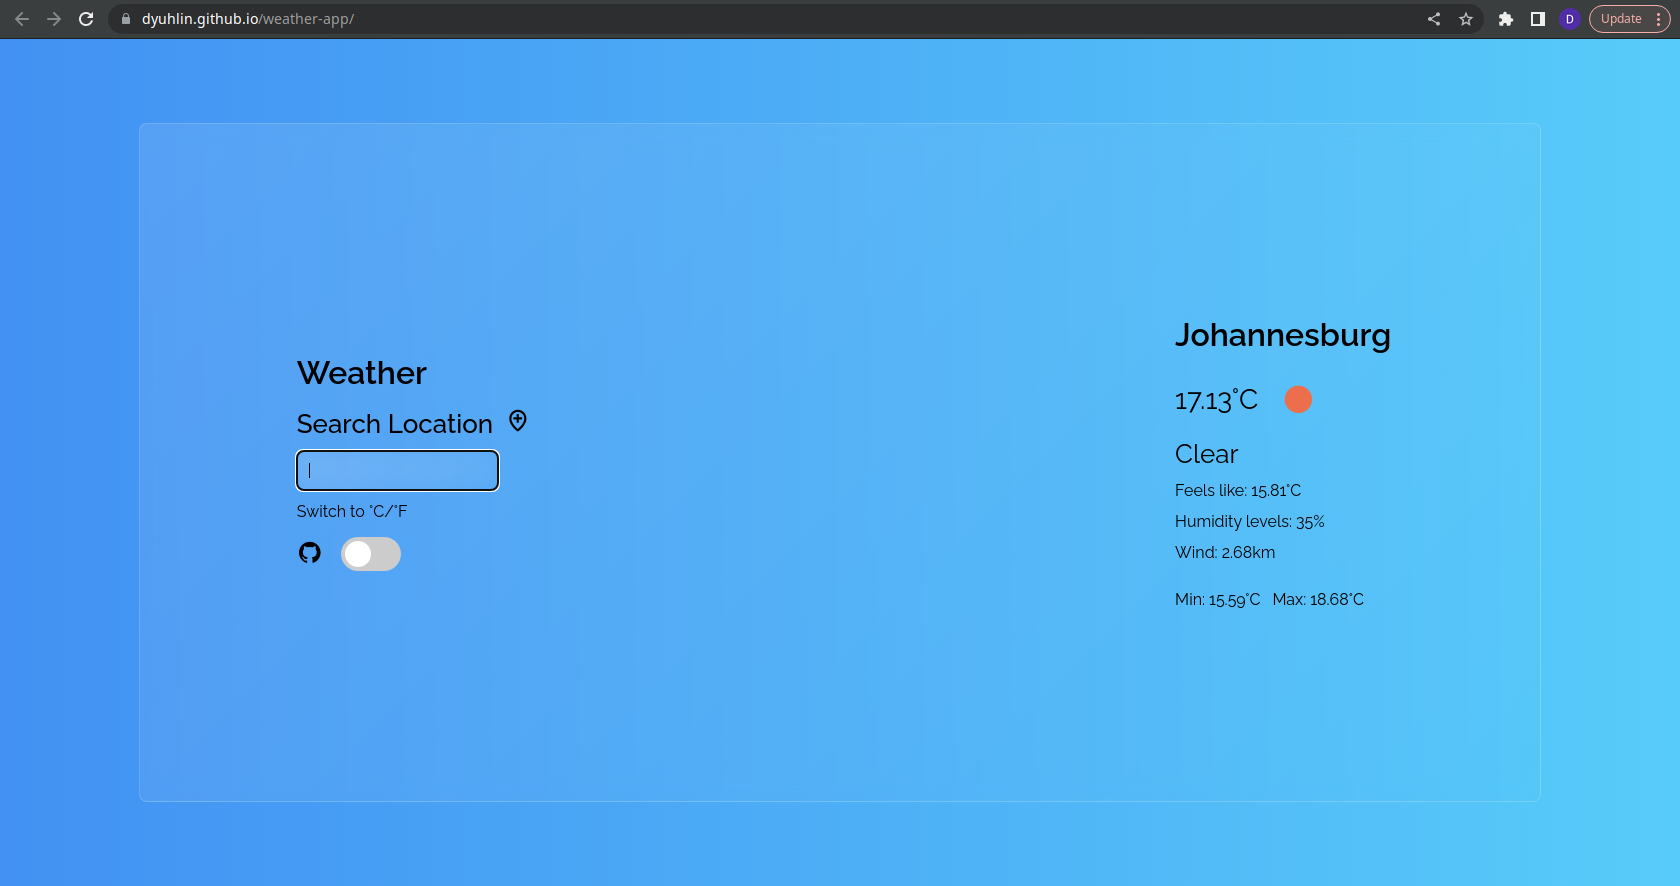 dyuhlin.github.io/weather-app/
D
Update
Weather
Search Location
Switch to °C/°F
Johannesburg
17.13°C
Clear
Feels like: 15.81°C
Humidity levels: 35%
Wind: 2.68km
Min: 15.59°C Max: 18.68°C